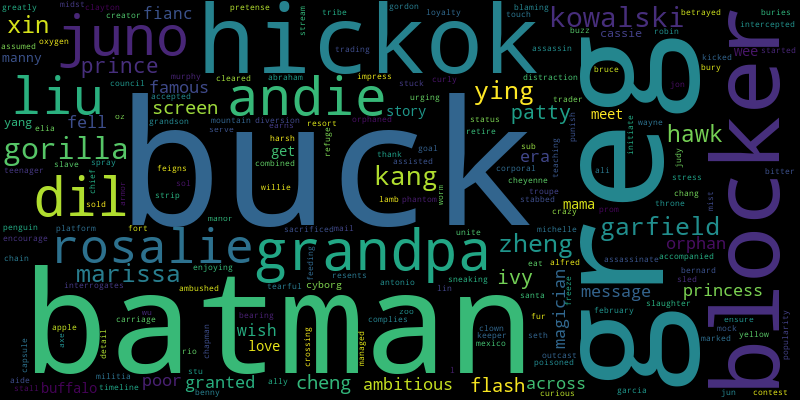 midst clayton pretense stream tribe gordon loyalty blaming robin buries
greatly fianc touch betrayed intercepted
xin creator juno hickok kowalski
assumed oxygen trading assassin buzz cassie wee started
manny prince cleared abraham impress stuck curly distraction bruce kicked jon bury
liu council murphy famous andie ying trader
accepted screen urging status patty meet greg blocker
yang fell grandson oz story retire punish wayne hawk
elia mountain diversion orphaned
gorilla slave spray serve earns resort goal sub era teaching initiate judy
teenager chief harsh refuge thank assisted corporal stress bitter
feigns get combined buck kang cheyenne ali chang
dil sold sol willie lamb phantom worm troupe stabbed mama prom throne mist
armour strip
penguin platform fort manor sacrificed mail unite crazy garfield
encourage michelle
chain rosalie grandpa zheng assassinate orphan accompanied
enjoying feeding resents sneaking eat alfred
marissa tearful cyborg ivy message bernard sled
interrogates ambushed antonio lin santa freeze princess
capsule batman wu bearing zoo fur magician february slaughter marked
apple carriage wish crossing complies clown keeper seth mock ensure yellow popularity
axe detail rio chapman love managed mexico outcast
aide militia stu ally poisoned
stall buffalo timeline poor granted benny cheng ambitious flash across curious garcia jun contest